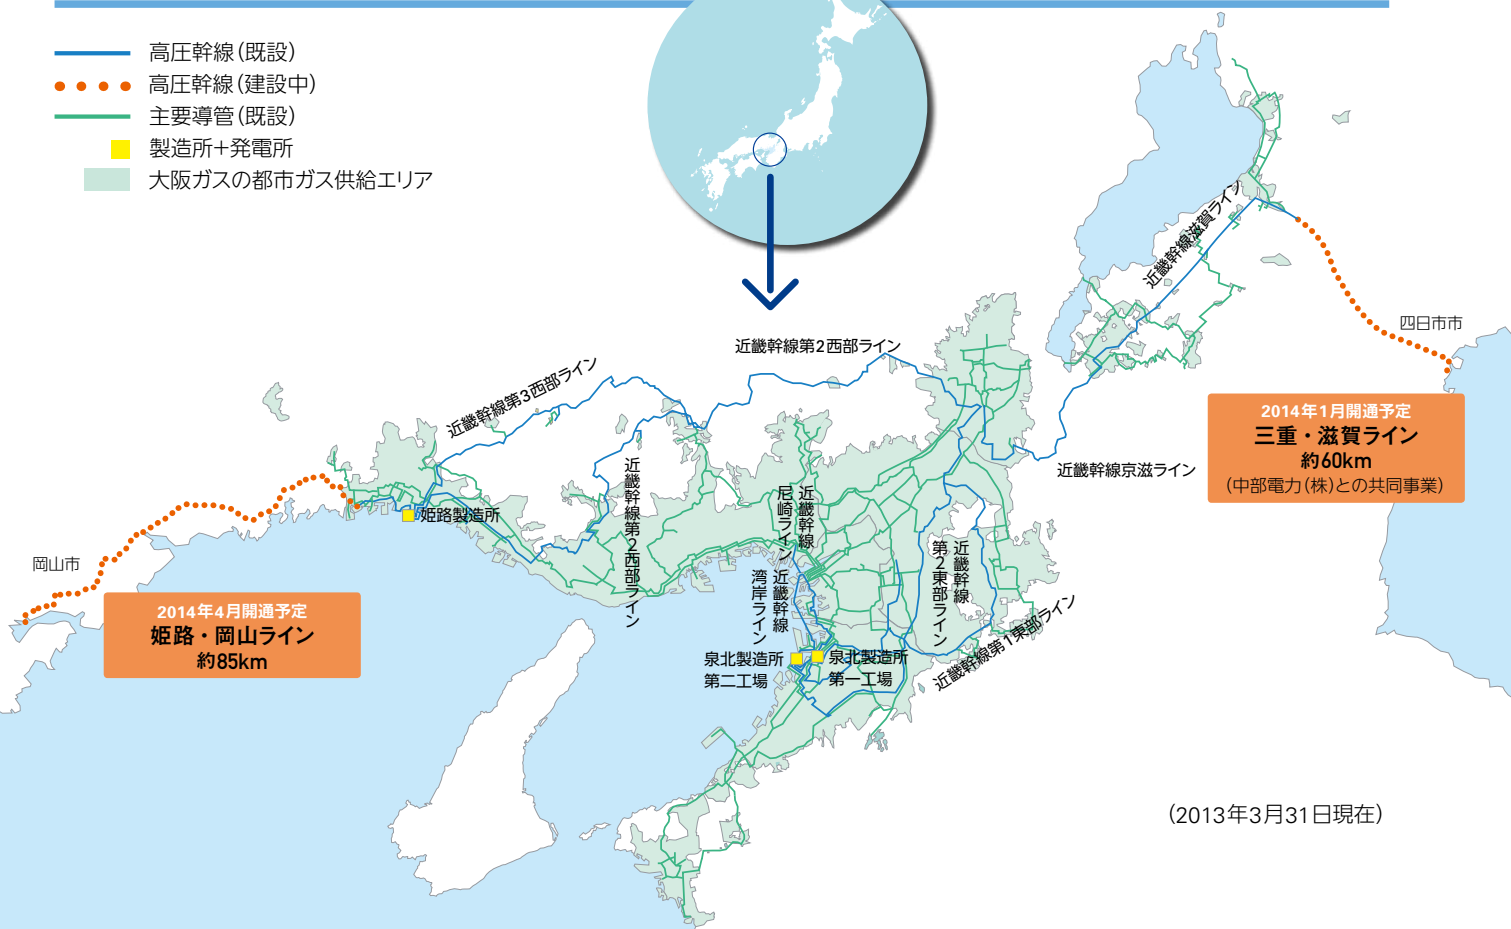 高圧幹線(既設)
高圧幹線(建設中)
主要導管(既設)
製造所+発電所
大阪ガスの都市ガス供給エリア
近畿幹線滋賀ライン
四日市市
近畿幹線第2西部ライン
近畿幹線第3西部ライン
2014年1月開通予定
三重・滋賀ライン
約60km
(中部電力(株)との共同事業)
近畿幹線京滋ライン
近畿幹線第2西部ライン
近畿幹線
尼崎ライン
姫路製造所
近畿幹線
第2東部ライン
岡山市
近畿幹線
湾岸ライン
2014年4月開通予定
姫路・岡山ライン
約85km
近畿幹線第1東部ライン
泉北製造所
第二工場
泉北製造所
第一工場
(2013年3月31日現在)